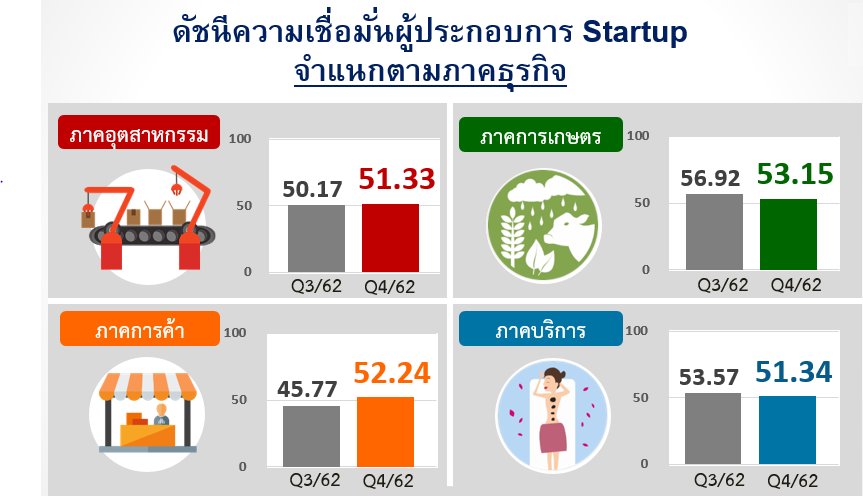 ดัชนีความเชื่อมั่นผู้ประกอบการ Startup
จำแหกตามภาคธุรกิจ
ภาคอุตสาหกรรม
100
50
0
50.17
51.33
Q3/62
Q4/62
ภาคการเกษตร
100
50
0
56.92
53.15
Q3/62
Q4/62
ภาคการค้า
100
50
0
45.77
52.24
Q3/62
Q4/62
ภาคบริการ
100
50
0
53.57
51.34
Q3/62
Q4/62